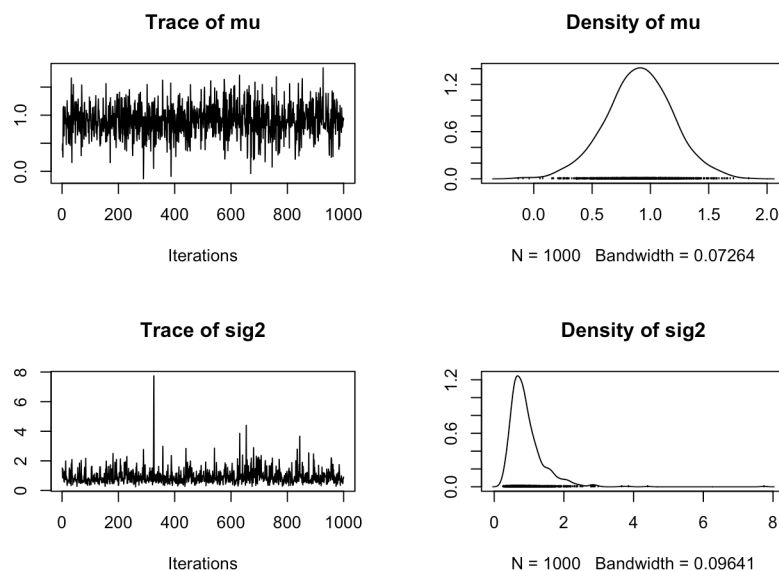 Trace of mu
0.0
1.0
0 200 400 600 800 1000
Iterations
Density of mu
0.0
0.6
1.2
0.0 0.5 1.0 1.5 2.0
N = 1000 Bandwidth = 0.07264
Trace of sig2
0
2
4
6
8
0 200 400 600 800 1000
Iterations
Density of sig2
0.0
0.6
1.2
0 2 4 6 8
N = 1000 Bandwidth = 0.09641